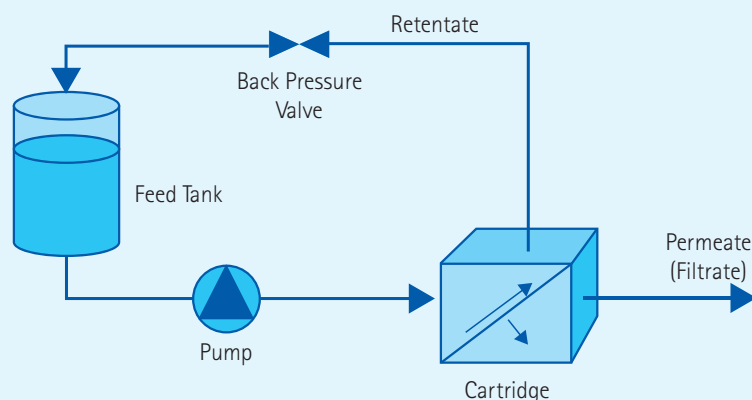 Retentate
Back Pressure
Valve
Feed Tank
Permeate
(Filtrate)
Pump
Cartridge